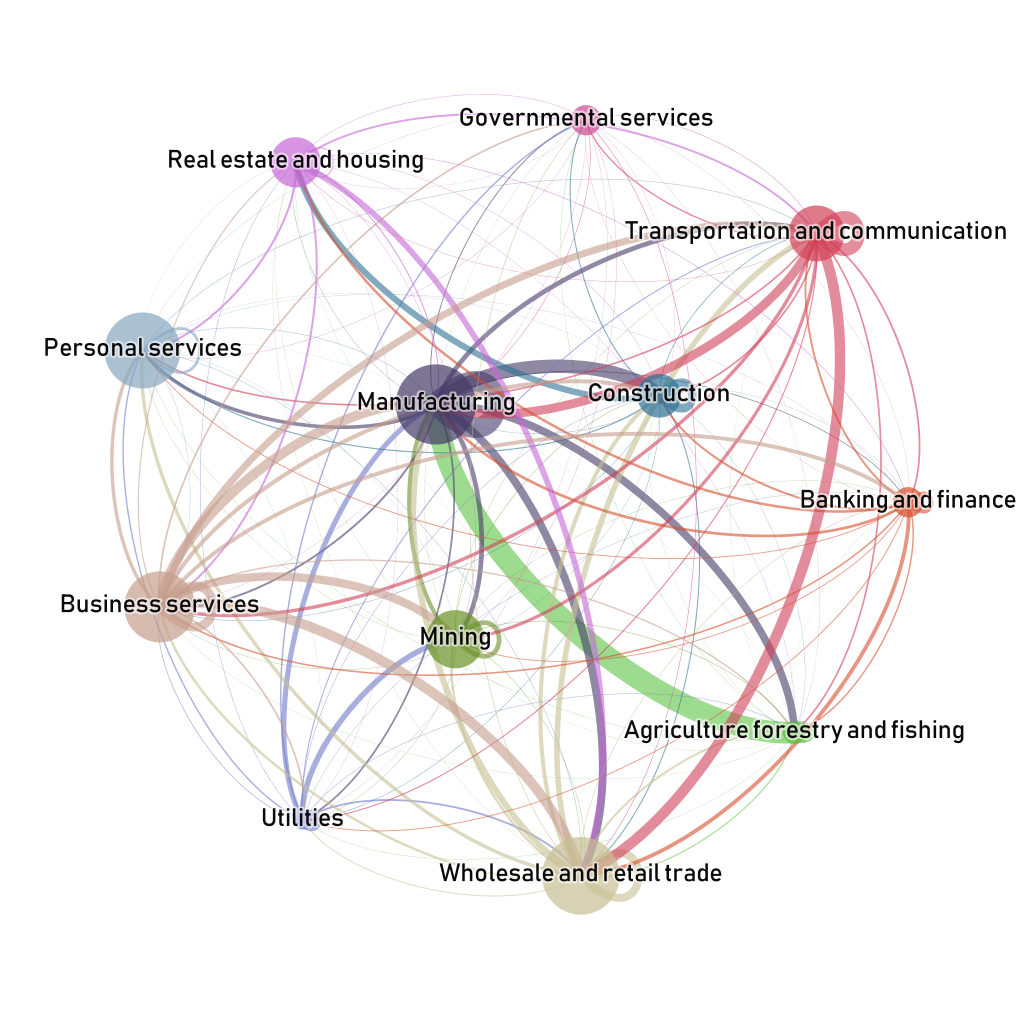 Governmental services
Real estate and housing
Transportation and communication
Personal services
Manufacturing
Construction
Banking and finance
Business services
Mining
Agriculture forestry and fishing
Utilities
Wholesale and retail trade